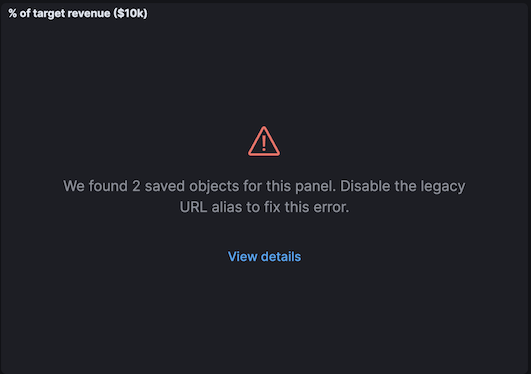 % of target revenue ($10k)
We found 2 saved objects for this panel. Disable the legacy
URL alias to fix this error.
View details